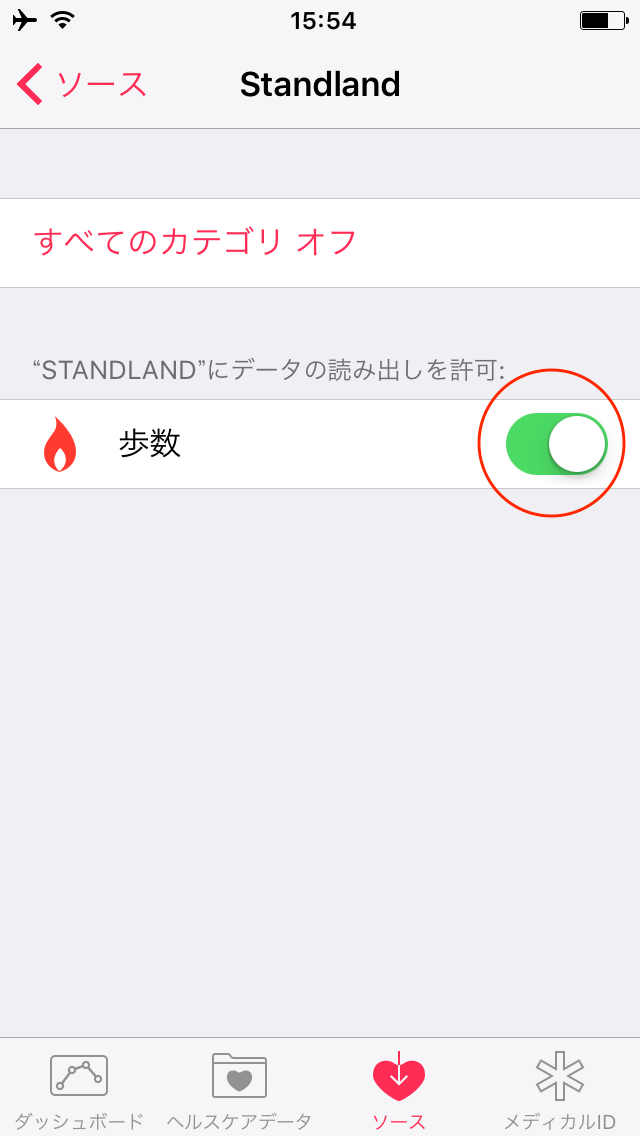 15:54
ソース
Standland
すべてのカテゴリ オフ
“STANDLAND”にデータの読み出しを許可:
歩数
ダッシュボード
ヘルスケアデータ
ソース
メディカルID